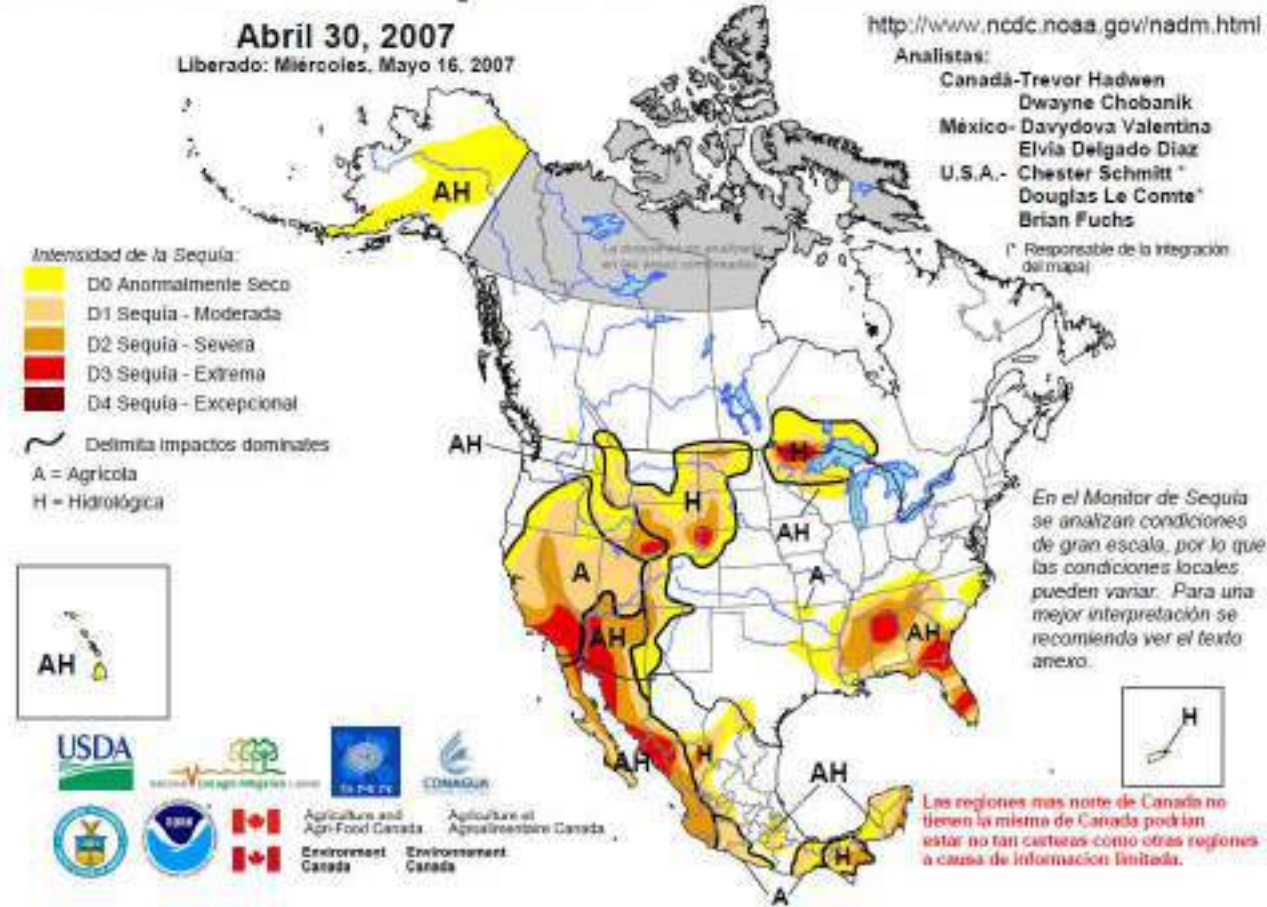 Abril 30, 2007
Liberado: Miércoles, Mayo 16, 2007
http://www.ncdc.noaa.gov/nadm.html
Analistas:
Canadá-Trevor Hadwen
Dwayne Chobanik
México- Davydova Valentina
Elvia Delgado Díaz
U.S.A.- Chester Schmitt *
Douglas Le Comte*
Brian Fuchs
(* Responsable de la integración
del mapa)
AH
Intensidad de la Sequía:
D0 Anormalmente Seco
D1 Sequía - Moderada
D2 Sequía - Severa
D3 Sequía - Extrema
D4 Sequía - Excepcional
Delimita impactos dominates
A = Agrícola
H = Hidrológica
AH
H
H
AH
A
A
AH
AH
En el Monitor de Sequía
se analizan condiciones
de gran escala, por lo que
las condiciones locales
pueden variar. Para una
mejor interpretación se
recomienda ver el texto
anexo.
AH
H
AH
H
AH
H
A
USDA
CONAGUA
Agriculture and
Agri-Food Canada
Agriculture et
Agroalimentaire Canada
Environment
Canada
Environnement
Canada
Las regiones mas norte de Canada no
tienen la misma de Canada podrian
estar no tan certeras como otras regiones
a causa de informacion limitada.